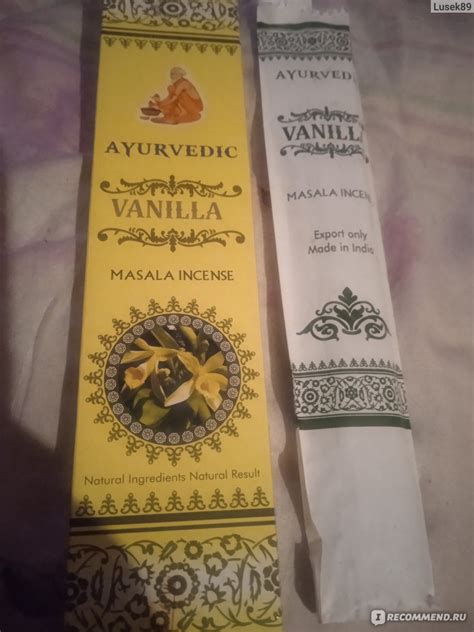 Lusek89
AYURVEDIC
VANILLA
MASALA INCENSE
Natural Ingredients Natural Result
AYURVEDI
VANILL
MASALA INCENS
Export only
Made in India
I RECOMMEND.RU